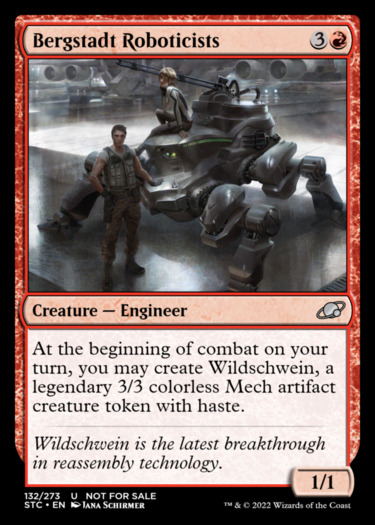 Bergstadt Roboticists 3
Creature — Engineer
At the beginning of combat on your
turn, you may create Wildschwein, a
legendary 3/3 colorless Mech artifact
creature token with haste.
Wildschwein is the latest breakthrough
in reassembly technology.
1/1
132/273 U NOT FOR SALE
STC • EN Jana Schirmer
™ & © 2022 Wizards of the Coast